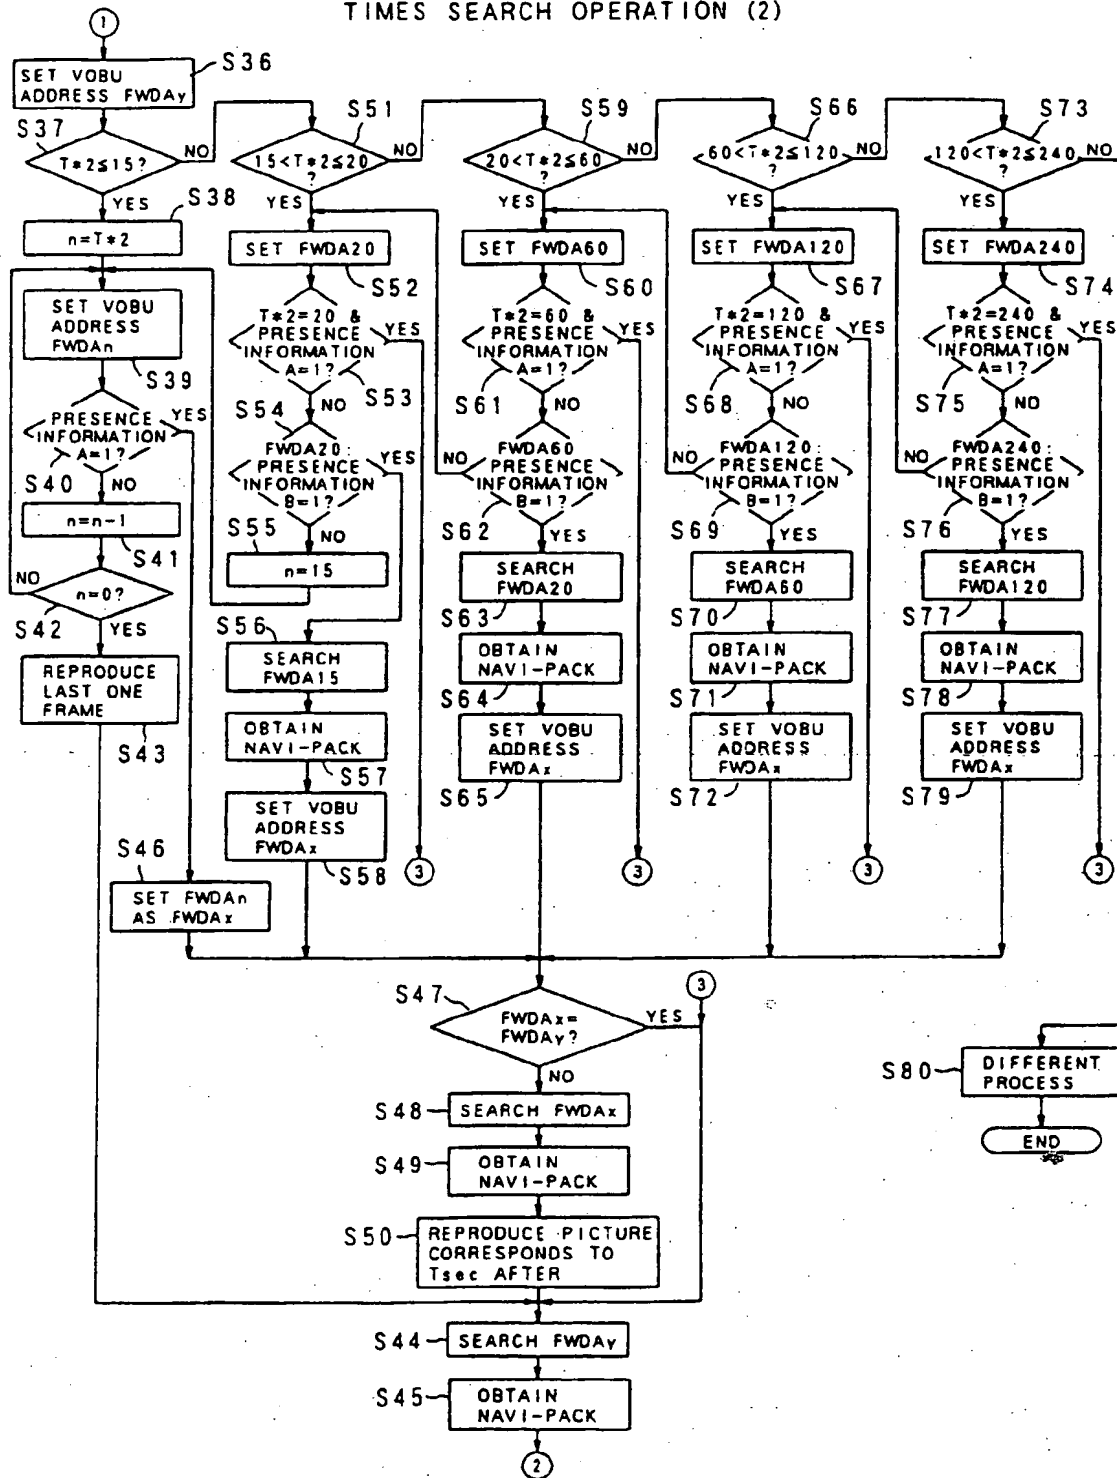 TIMES SEARCH OPERATION (2)
1
S36
SET VOBU
ADDRESS FWDAy
S37
T*2≦15?
NO
YES
S38
n=T*2
SET VOBU
ADDRESS
FWDAn
S39
PRESENCE
INFORMATION
A=1?
YES
S40
NO
n=n-1
S41
NO
n=0?
S42
YES
REPRODUCE
LAST ONE
FRAME
S43
S46
SET FWDAn
AS FWDAx
S51
15<T*2≦20
?
NO
YES
SET FWDA20
S52
T*2=20 &
PRESENCE
INFORMATION
A=1?
YES
S53
NO
S54
FWDA20:
PRESENCE
INFORMATION
B=1?
YES
S55
NO
n=15
S56
SEARCH
FWDA15
OBTAIN
NAVI-PACK
S57
SET VOBU
ADDRESS
FWDAx
S58
3
S59
20<T*2≦60
?
NO
YES
SET FWDA60
S60
T*2=60 &
PRESENCE
INFORMATION
A=1?
YES
S61
NO
FWDA60
PRESENCE
INFORMATION
B=1?
NO
S62
YES
SEARCH
FWDA20
S63
OBTAIN
NAVI-PACK
S64
SET VOBU
ADDRESS
FWDAx
S65
3
S66
60<T*2≦120
?
NO
YES
SET FWDA120
S67
T*2=120 &
PRESENCE
INFORMATION
A=1?
YES
S68
NO
FWDA120:
PRESENCE
INFORMATION
B=1?
NO
S69
YES
SEARCH
FWDA60
S70
OBTAIN
NAVI-PACK
S71
SET VOBU
ADDRESS
FWDAx
S72
3
S73
120<T*2≦240
?
NO
YES
SET FWDA240
S74
T*2=240 &
PRESENCE
INFORMATION
A=1?
YES
S75
NO
FWDA240:
PRESENCE
INFORMATION
B=1?
NO
S76
YES
SEARCH
FWDA120
S77
OBTAIN
NAVI-PACK
S78
SET VOBU
ADDRESS
FWDAx
S79
3
S47
FWDAx=
FWDAy?
YES
3
NO
S48
SEARCH FWDAx
S49
OBTAIN
NAVI-PACK
S50
REPRODUCE PICTURE
CORRESPONDS TO
Tsec AFTER
S44
SEARCH FWDAy
S45
OBTAIN
NAVI-PACK
2
S80
DIFFERENT
PROCESS
END